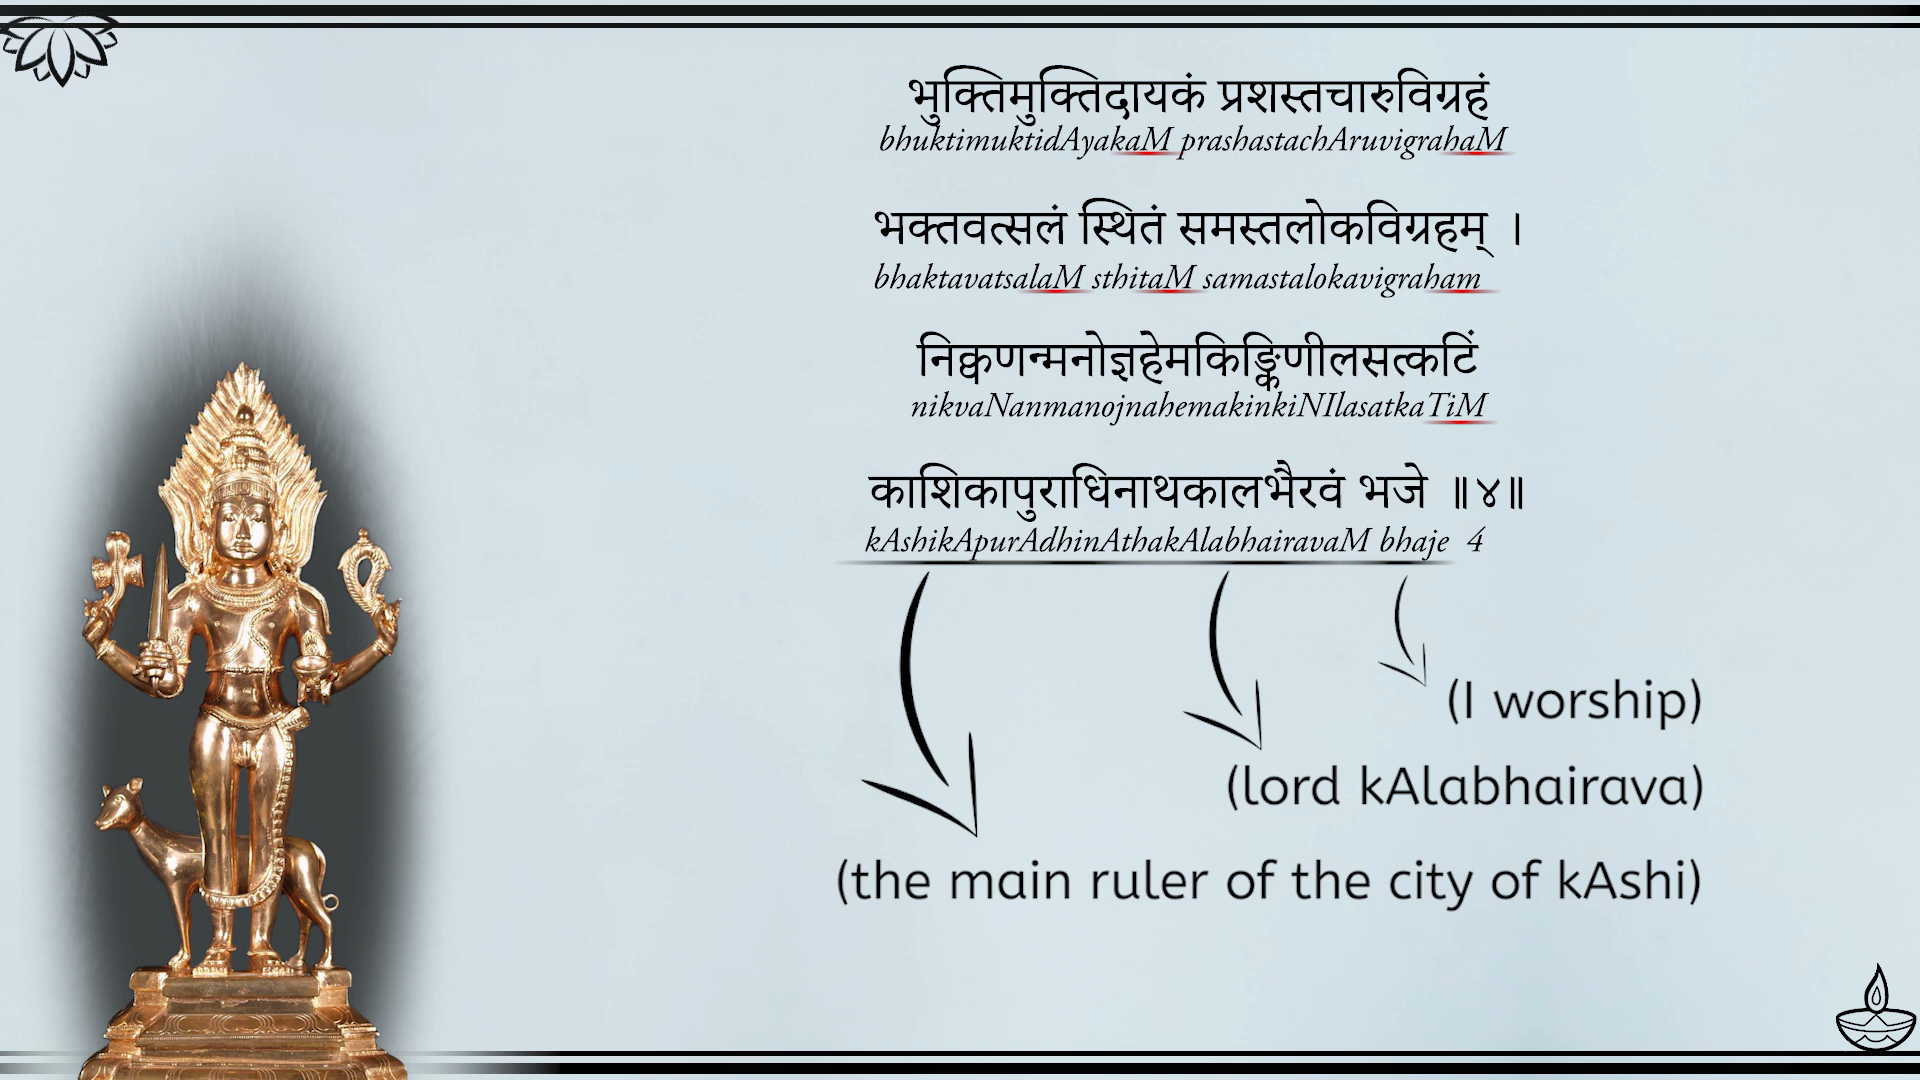 भुक्तिमुक्तिदायकं प्रशस्तचारुविग्रहं
bhuktimuktidAyakaM prashastachAruvigrahaM
भक्तवत्सलं स्थितं समस्तलोकविग्रहम् ।
bhaktavatsalaM sthitaM samastalokavigraham
निक्वणन्मनोज्ञहेमकिङ्किणीलसत्कटिं
nikvaNanmanojnahemakinkiNIlasatkaTiM
काशिकापुराधिनाथकालभैरवं भजे ॥४॥
kAshikApurAdhinAthakAlabhairavaM bhaje 4
(I worship)
(lord kAlabhairava)
(the main ruler of the city of kAshi)